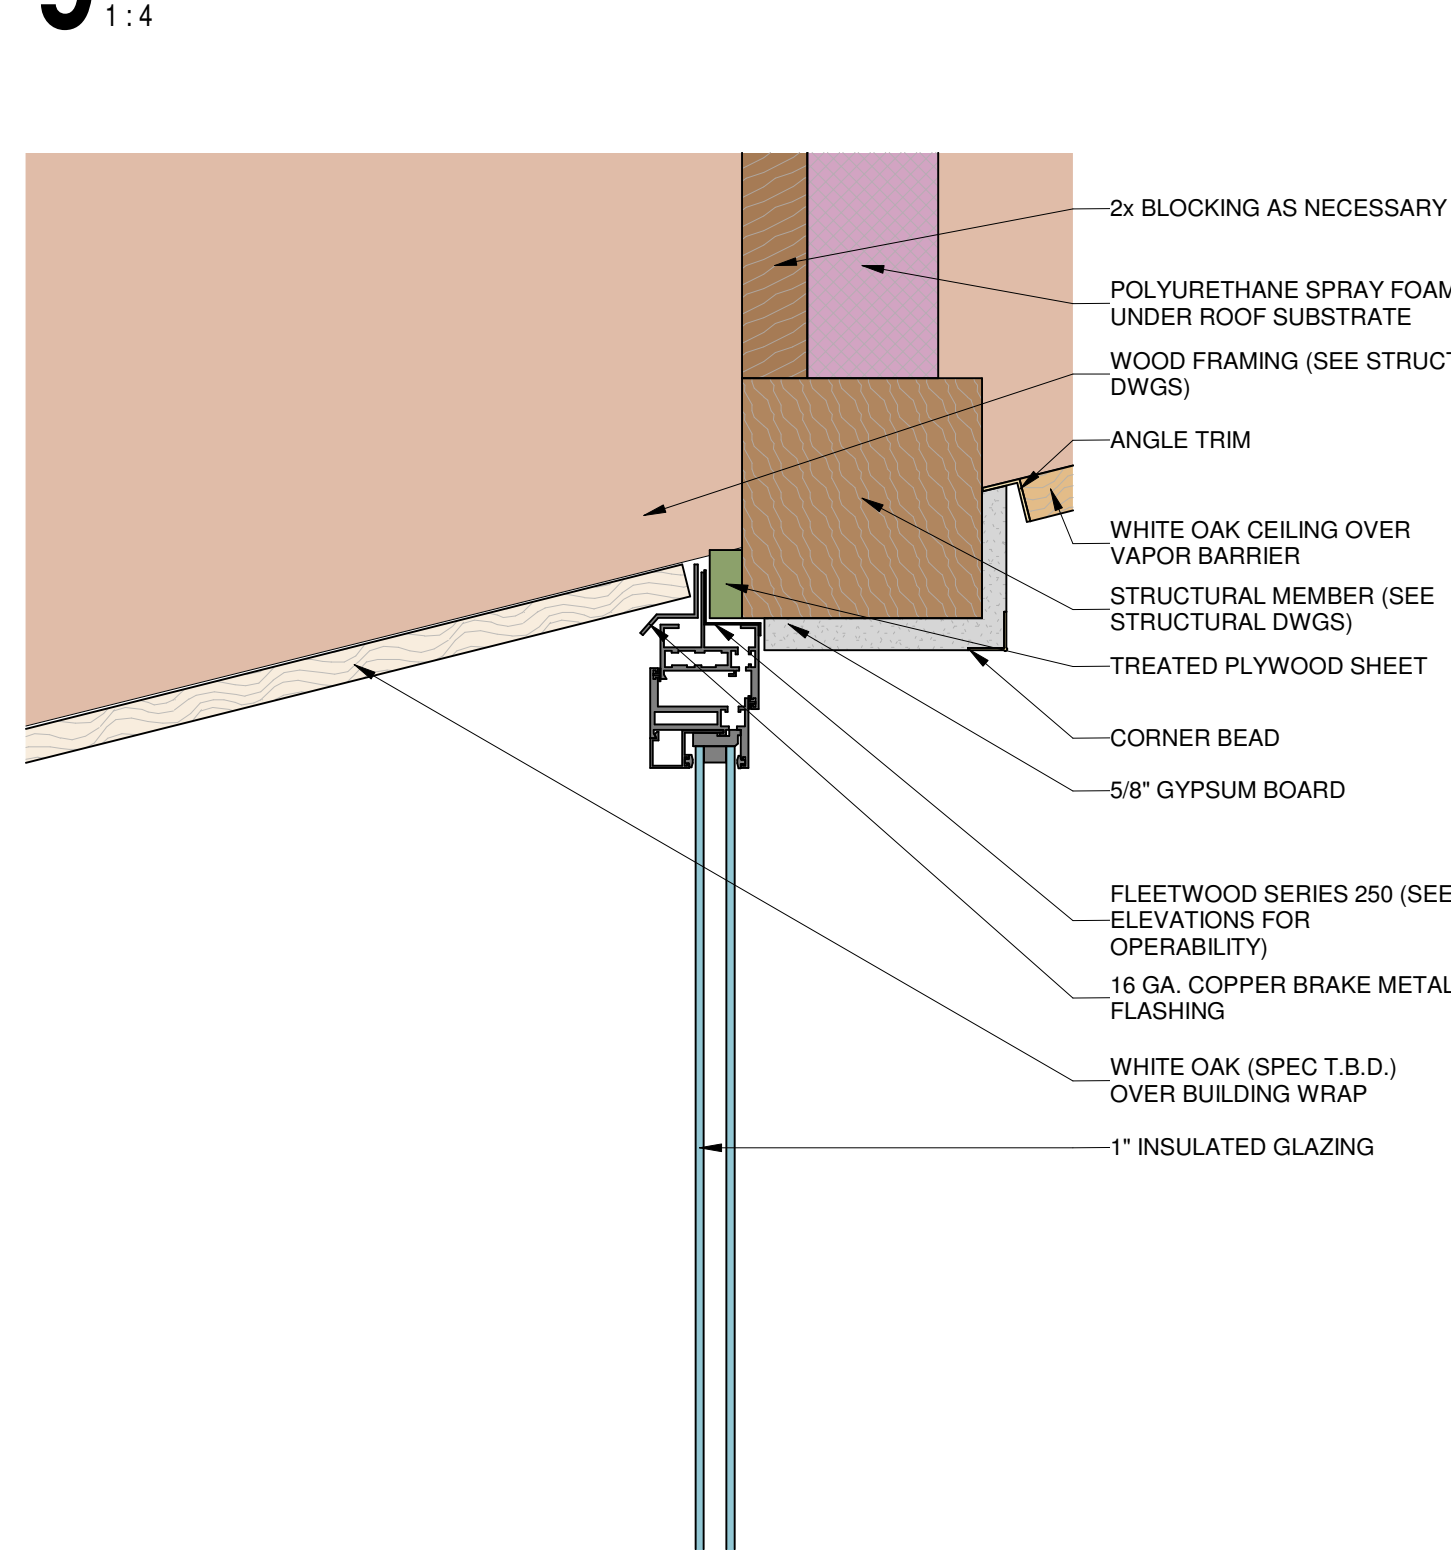 1 : 4
2x BLOCKING AS NECESSARY
POLYURETHANE SPRAY FOAM
UNDER ROOF SUBSTRATE
WOOD FRAMING (SEE
DWGS)
ANGLE TRIM
WHITE OAK CEILING OVER
VAPOR BARRIER
STRUCTURAL MEMBER (SEE
STRUCTURAL DWGS)
TREATED PLYWOOD SHEET
CORNER BEAD
5/8" GYPSUM BOARD
FLEETWOOD SERIES 250 (SEE
ELEVATIONS FOR
OPERABILITY)
16 GA. COPPER BRAKE METAL
FLASHING
WHITE OAK (SPEC T.B.D.)
OVER BUILDING WRAP
1" INSULATED GLAZING